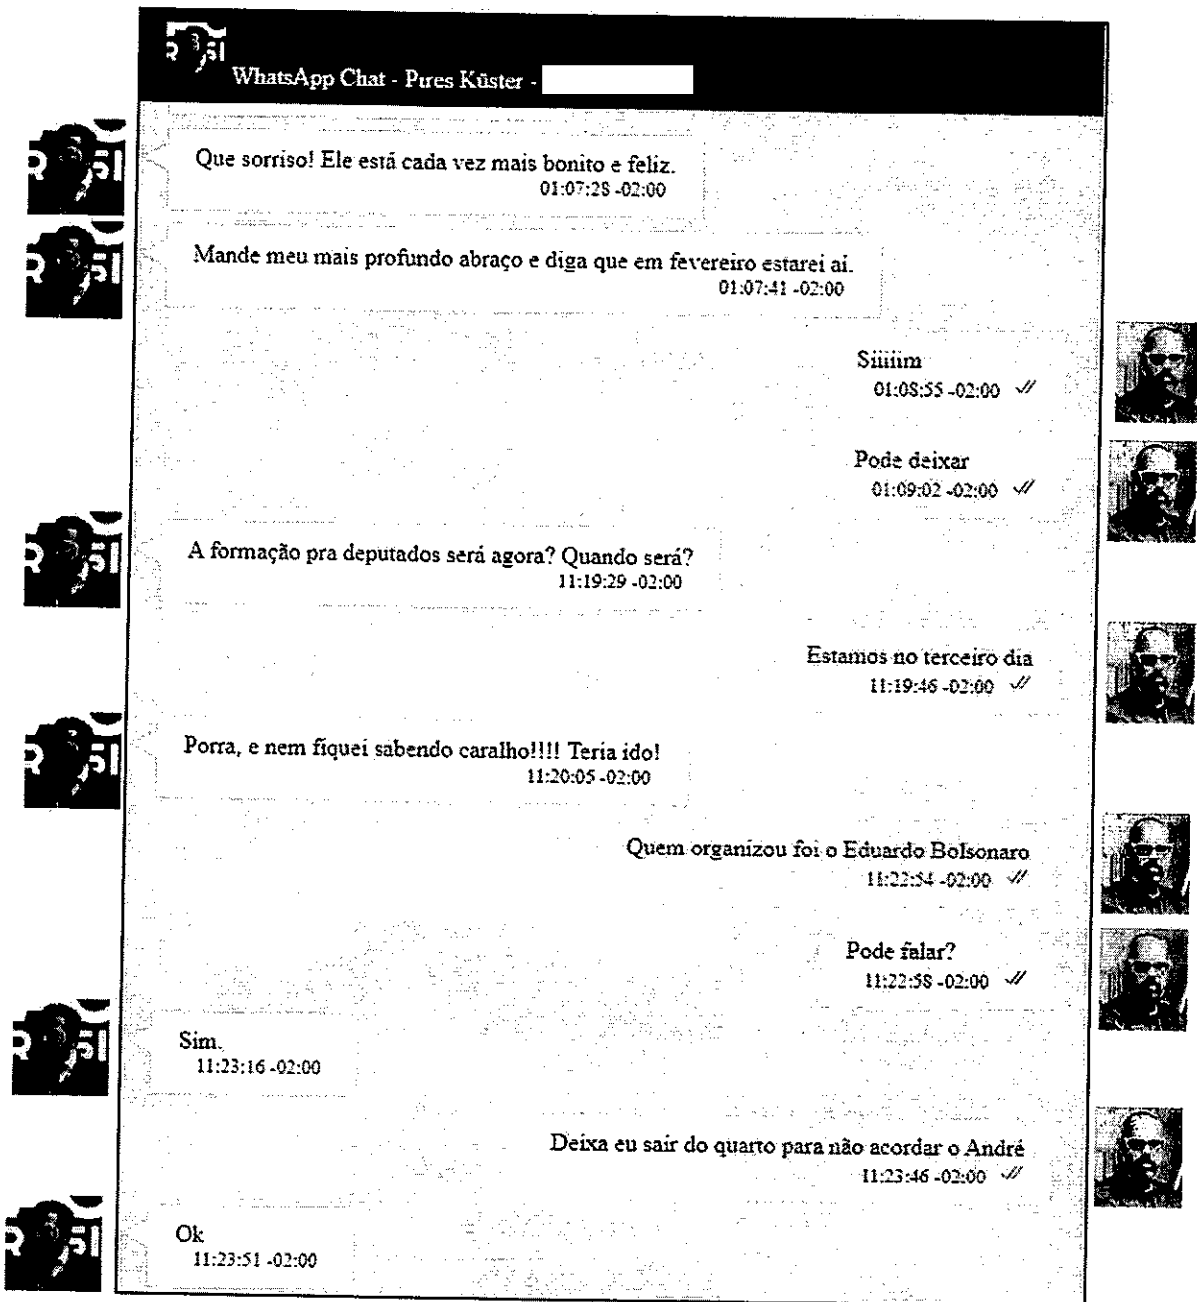 WhatsApp Chat - Pires Küster -
Que sorriso! Ele está cada vez mais bonito e feliz.
01:07:28 -02:00
Mande meu mais profundo abraço e diga que em fevereiro estarei aí.
01:07:41 -02:00
Siiiiim
01:08:55 -02:00
Pode deixar
01:09:02 -02:00
A formação pra deputados será agora? Quando será?
11:19:29 -02:00
Estamos no terceiro dia
11:19:46 -02:00
Porra, e nem fiquei sabendo caralho!!!! Teria ido!
11:20:05 -02:00
Quem organizou foi o Eduardo Bolsonaro
11:22:54 -02:00
Pode falar?
11:22:58 -02:00
Sim.
11:23:16 -02:00
Deixa eu sair do quarto para não acordar o André
11:23:46 -02:00
Ok
11:23:51 -02:00